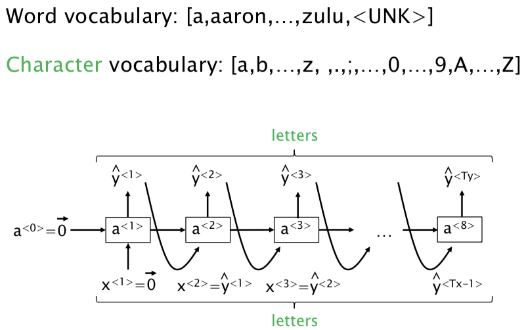 Word vocabulary: [a,aaron,…,zulu,<UNK>]
Character vocabulary: [a,b,…,z, ,.,;,…,0,…,9,A,…,Z]
letters
ŷ<1> ŷ<2> ŷ<3> ŷ<Ty>
a<0>=0⃗ a<1> a<2> a<3> … a<8>
x<1>=0⃗ x<2>=ŷ<1> x<3>=ŷ<2> ŷ<Tx-1>
letters